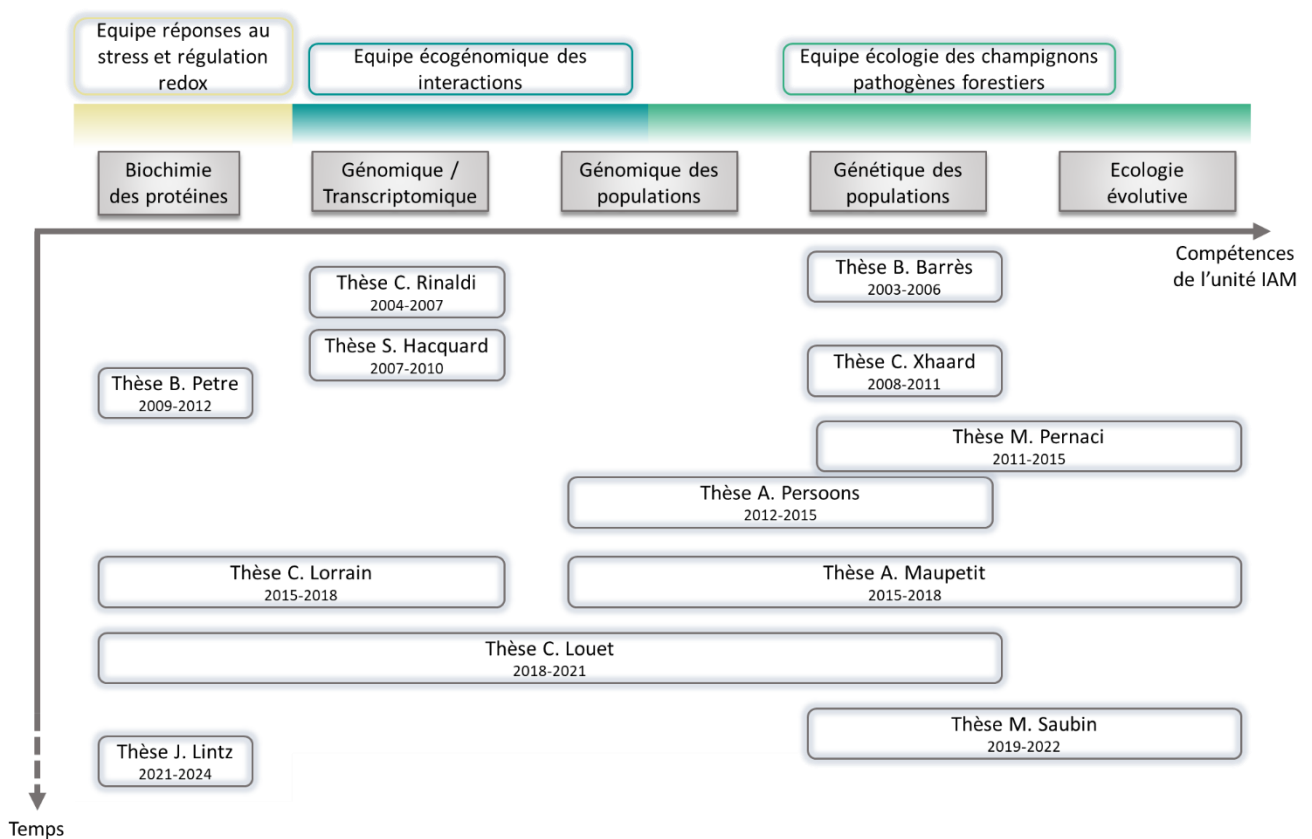 Equipe réponses au
stress et régulation
redox
Equipe écogénomique des
interactions
Equipe écologie des champignons
pathogènes forestiers
Biochimie
des protéines
Génomique /
Transcriptomique
Génomique des
populations
Génétique des
populations
Ecologie
évolutive
Compétences
de l'unité IAM
Thèse C. Rinaldi
2004-2007
Thèse B. Barrès
2003-2006
Thèse S. Hacquard
2007-2010
Thèse C. Xhaard
2008-2011
Thèse B. Petre
2009-2012
Thèse M. Pernaci
2011-2015
Thèse A. Persoons
2012-2015
Thèse C. Lorrain
2015-2018
Thèse A. Maupetit
2015-2018
Thèse C. Louet
2018-2021
Thèse M. Saubin
2019-2022
Thèse J. Lintz
2021-2024
Temps